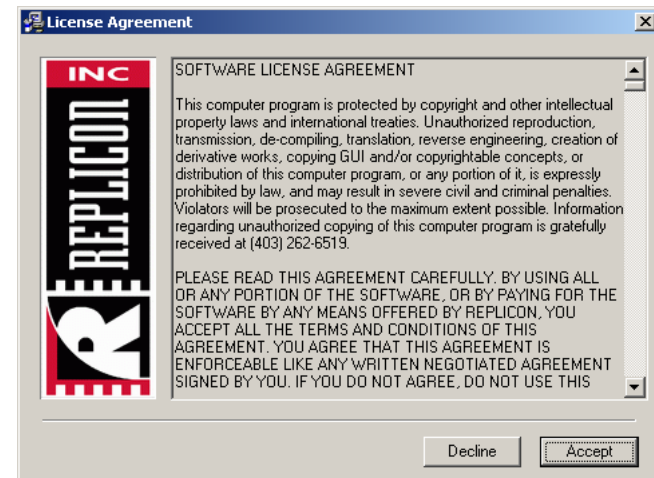 License Agreement
INC
REPLICON
R
SOFTWARE LICENSE AGREEMENT
This computer program is protected by copyright and other intellectual
property laws and international treaties. Unauthorized reproduction,
transmission, de-compiling, translation, reverse engineering, creation of
derivative works, copying GUI and/or copyrightable concepts, or
distribution of this computer program, or any portion of it, is expressly
prohibited by law, and may result in severe civil and criminal penalties.
Violators will be prosecuted to the maximum extent possible. Information
regarding unauthorized copying of this computer program is gratefully
received at (403) 262-6519.
PLEASE READ THIS AGREEMENT CAREFULLY. BY USING ALL
OR ANY PORTION OF THE SOFTWARE, OR BY PAYING FOR THE
SOFTWARE BY ANY MEANS OFFERED BY REPLICON, YOU
ACCEPT ALL THE TERMS AND CONDITIONS OF THIS
AGREEMENT. YOU AGREE THAT THIS AGREEMENT IS
ENFORCEABLE LIKE ANY WRITTEN NEGOTIATED AGREEMENT
SIGNED BY YOU. IF YOU DO NOT AGREE, DO NOT USE THIS
Decline
Accept